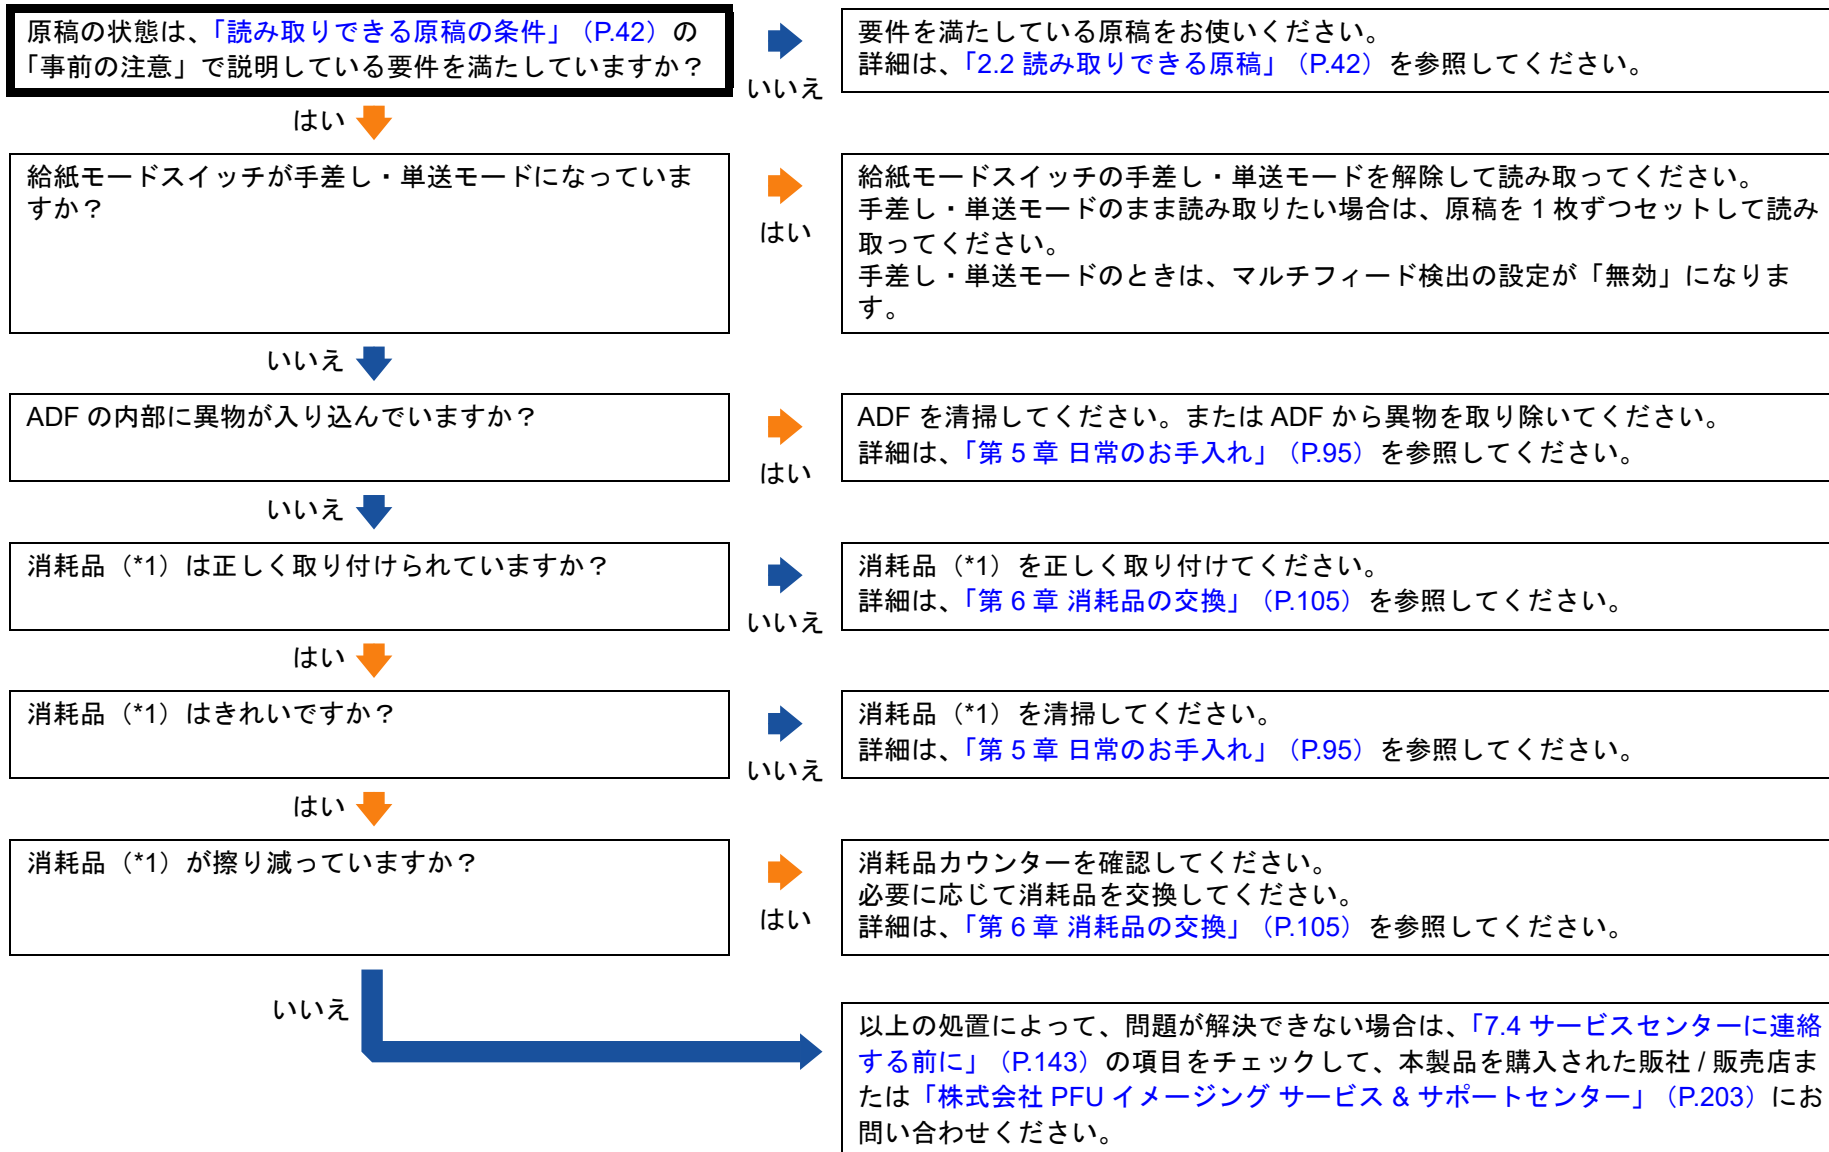 原稿の状態は、「読み取りできる原稿の条件」（P.42）の
「事前の注意」で説明している要件を満たしていますか？
いいえ
要件を満たしている原稿をお使いください。
詳細は、「2.2 読み取りできる原稿」（P.42）を参照してください。
はい
給紙モードスイッチが手差し・単送モードになっていま
すか？
はい
給紙モードスイッチの手差し・単送モードを解除して読み取ってください。
手差し・単送モードのまま読み取りたい場合は、原稿を 1 枚ずつセットして読み
取ってください。
手差し・単送モードのときは、マルチフィード検出の設定が「無効」になりま
す。
いいえ
ADF の内部に異物が入り込んでいますか？
はい
ADF を清掃してください。または ADF から異物を取り除いてください。
詳細は、「第 5 章 日常のお手入れ」（P.95）を参照してください。
いいえ
消耗品（*1）は正しく取り付けられていますか？
いいえ
消耗品（*1）を正しく取り付けてください。
詳細は、「第 6 章 消耗品の交換」（P.105）を参照してください。
はい
消耗品（*1）はきれいですか？
いいえ
消耗品（*1）を清掃してください。
詳細は、「第 5 章 日常のお手入れ」（P.95）を参照してください。
はい
消耗品（*1）が擦り減っていますか？
はい
消耗品カウンターを確認してください。
必要に応じて消耗品を交換してください。
詳細は、「第 6 章 消耗品の交換」（P.105）を参照してください。
いいえ
以上の処置によって、問題が解決できない場合は、「7.4 サービスセンターに連絡
する前に」（P.143）の項目をチェックして、本製品を購入された販社 / 販売店ま
たは「株式会社 PFU イメージング サービス & サポートセンター」（P.203）にお
問い合わせください。